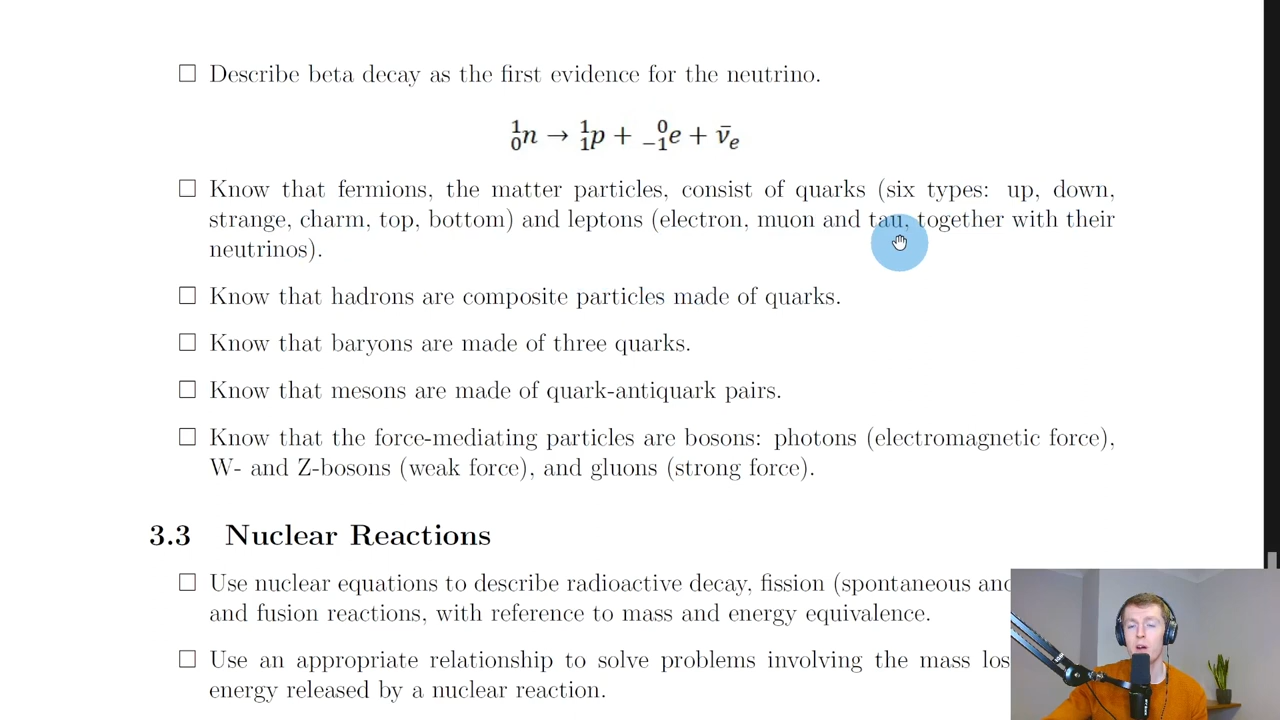 ☐ Describe beta decay as the first evidence for the neutrino.
¹₀n → ¹₁p + ⁰₋₁e + ν̄ₑ
☐ Know that fermions, the matter particles, consist of quarks (six types: up, down,
strange, charm, top, bottom) and leptons (electron, muon and tau, together with their
neutrinos).
☐ Know that hadrons are composite particles made of quarks.
☐ Know that baryons are made of three quarks.
☐ Know that mesons are made of quark-antiquark pairs.
☐ Know that the force-mediating particles are bosons: photons (electromagnetic force),
W- and Z-bosons (weak force), and gluons (strong force).
3.3 Nuclear Reactions
☐ Use nuclear equations to describe radioactive decay, fission (spontaneous
and fusion reactions, with reference to mass and energy equivalence.
☐ Use an appropriate relationship to solve problems involving the mass
energy released by a nuclear reaction.